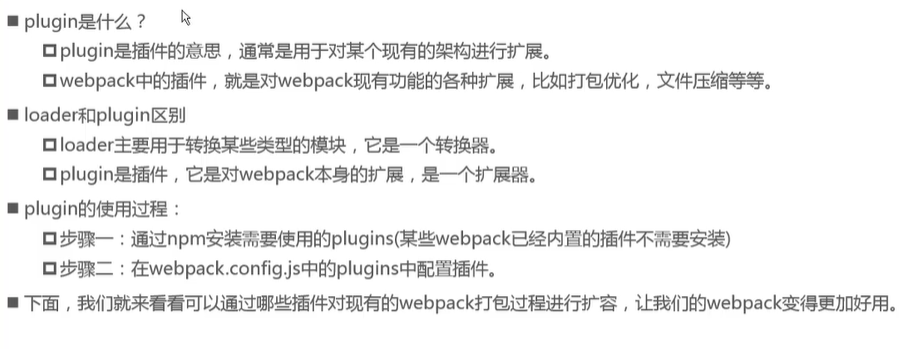 plugin是什么？
plugin是插件的意思，通常是用于对某个现有的架构进行扩展。
webpack中的插件，就是对webpack现有功能的各种扩展，比如打包优化，文件压缩等等。
loader和plugin区别
loader主要用于转换某些类型的模块，它是一个转换器。
plugin是插件，它是对webpack本身的扩展，是一个扩展器。
plugin的使用过程：
步骤一：通过npm安装需要使用的plugins(某些webpack已经内置的插件不需要安装)
步骤二：在webpack.config.js中的plugins中配置插件。
下面，我们就来看看可以通过哪些插件对现有的webpack打包过程进行扩容，让我们的webpack变得更加好用。